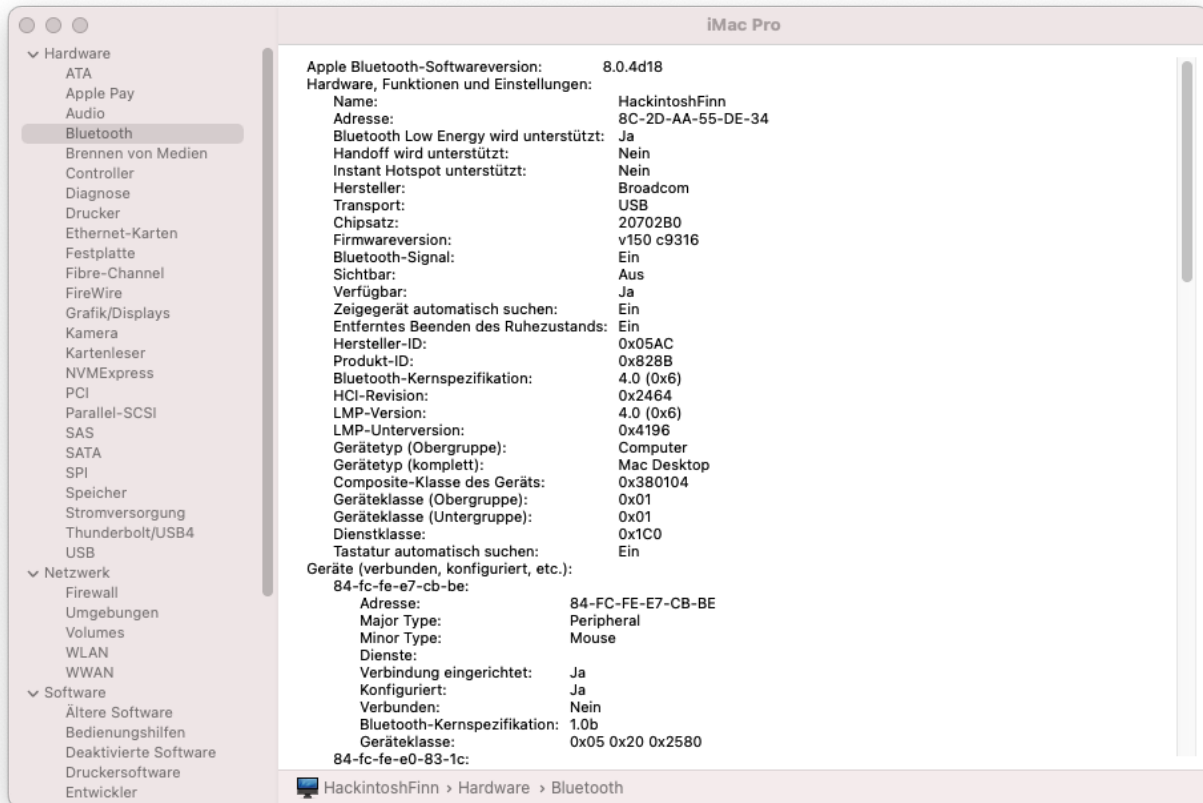 iMac Pro
Hardware
ATA
Apple Pay
Audio
Bluetooth
Brennen von Medien
Controller
Diagnose
Drucker
Ethernet-Karten
Festplatte
Fibre-Channel
FireWire
Grafik/Displays
Kamera
Kartenleser
NVMExpress
PCI
Parallel-SCSI
SAS
SATA
SPI
Speicher
Stromversorgung
Thunderbolt/USB4
USB
Netzwerk
Firewall
Umgebungen
Volumes
WLAN
WWAN
Software
Ältere Software
Bedienungshilfen
Deaktivierte Software
Druckersoftware
Entwickler
Apple Bluetooth-Softwareversion: 8.0.4d18
Hardware, Funktionen und Einstellungen:
Name: HackintoshFinn
Adresse: 8C-2D-AA-55-DE-34
Bluetooth Low Energy wird unterstützt: Ja
Handoff wird unterstützt: Nein
Instant Hotspot unterstützt: Nein
Hersteller: Broadcom
Transport: USB
Chipsatz: 20702B0
Firmwareversion: v150 c9316
Bluetooth-Signal: Ein
Sichtbar: Aus
Verfügbar: Ja
Zeigegerät automatisch suchen: Ein
Entferntes Beenden des Ruhezustands: Ein
Hersteller-ID: 0x05AC
Produkt-ID: 0x828B
Bluetooth-Kernspezifikation: 4.0 (0x6)
HCI-Revision: 0x2464
LMP-Version: 4.0 (0x6)
LMP-Unterversion: 0x4196
Gerätetyp (Obergruppe): Computer
Gerätetyp (komplett): Mac Desktop
Composite-Klasse des Geräts: 0x380104
Geräteklasse (Obergruppe): 0x01
Geräteklasse (Untergruppe): 0x01
Dienstklasse: 0x1C0
Tastatur automatisch suchen: Ein
Geräte (verbunden, konfiguriert, etc.):
84-fc-fe-e7-cb-be:
Adresse: 84-FC-FE-E7-CB-BE
Major Type: Peripheral
Minor Type: Mouse
Dienste:
Verbindung eingerichtet: Ja
Konfiguriert: Ja
Verbunden: Nein
Bluetooth-Kernspezifikation: 1.0b
Geräteklasse: 0x05 0x20 0x2580
84-fc-fe-e0-83-1c:
HackintoshFinn › Hardware › Bluetooth